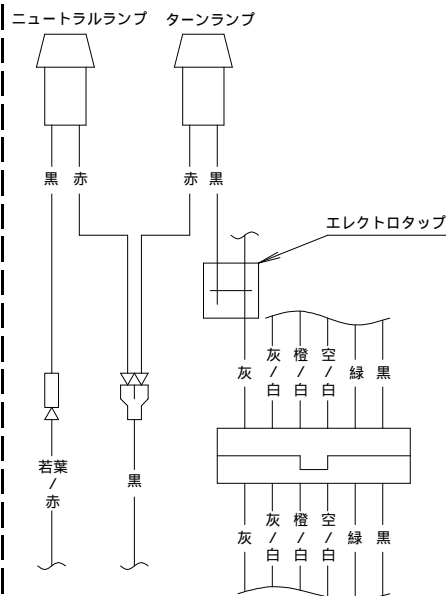 ニュートラルランプ ターンランプ
黒 赤 赤 黒
エレクトロタップ
灰 灰/白 橙/白 空/白 緑 黒
若葉/赤 黒
灰 灰/白 橙/白 空/白 緑 黒